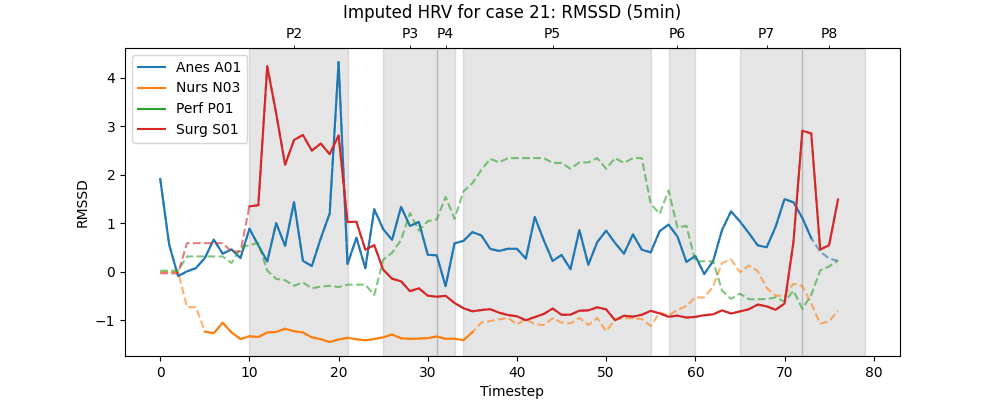 Imputed HRV for case 21: RMSSD (5min)
P2 P3 P4 P5 P6 P7 P8
Anes A01
Nurs N03
Perf P01
Surg S01
4
3
2
1
0
−1
RMSSD
0 10 20 30 40 50 60 70 80
Timestep